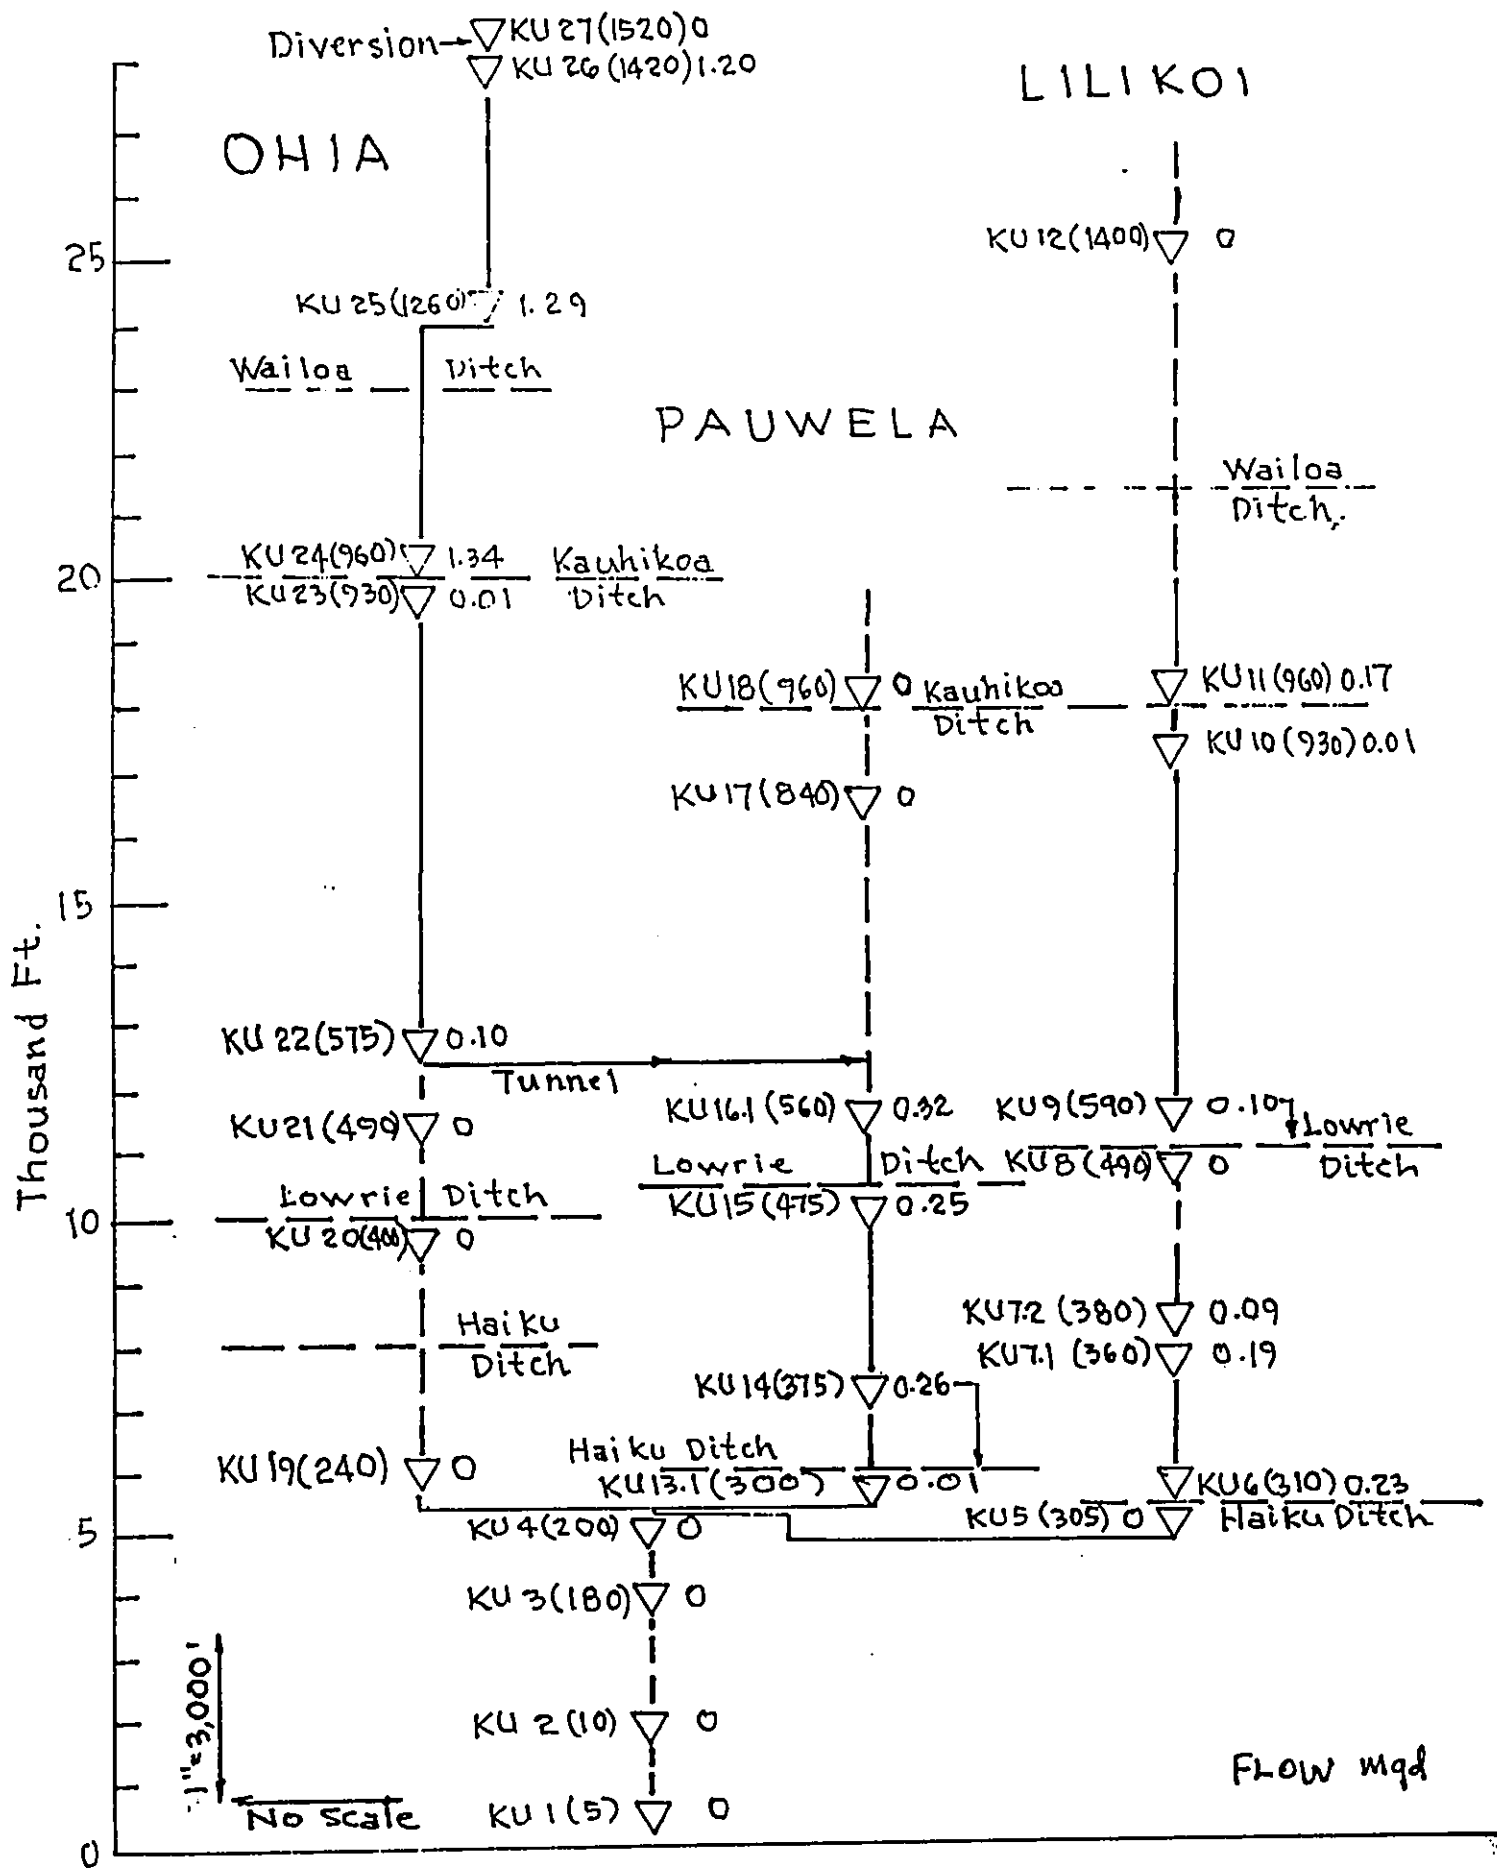 Diversion
KU 27(1520) 0
KU 26 (1420) 1.20
LILIKOI
OHIA
KU 12(1400) 0
25
KU 25(1260) 1.29
Wailoa Ditch
PAUWELA
Wailoa
Ditch
KU 24(960) 1.34
Kauhikoa
Ditch
20
KU 23(930) 0.01
KU 18(960) 0
Kauhikoa
Ditch
KU 11(960) 0.17
KU 10 (930) 0.01
KU 17(840) 0
15
Thousand Ft.
KU 22(575) 0.10
Tunnel
KU 16.1 (560) 0.32
KU 9(590) 0.10
Lowrie
Ditch
KU 21(490) 0
Lowrie Ditch
KU 8(490) 0
KU 15(475) 0.25
Lowrie Ditch
10
KU 20(400) 0
KU 7.2 (380) 0.09
Haiku
Ditch
KU 7.1 (360) 0.19
KU 14(375) 0.26
Haiku Ditch
KU 19(240) 0
KU 13.1(300) 0.01
KU 6(310) 0.23
KU 5(305) 0
Haiku Ditch
5
KU 4(200) 0
KU 3(180) 0
1"=3,000'
KU 2(10) 0
FLOW mgd
No Scale
KU 1(5) 0
0